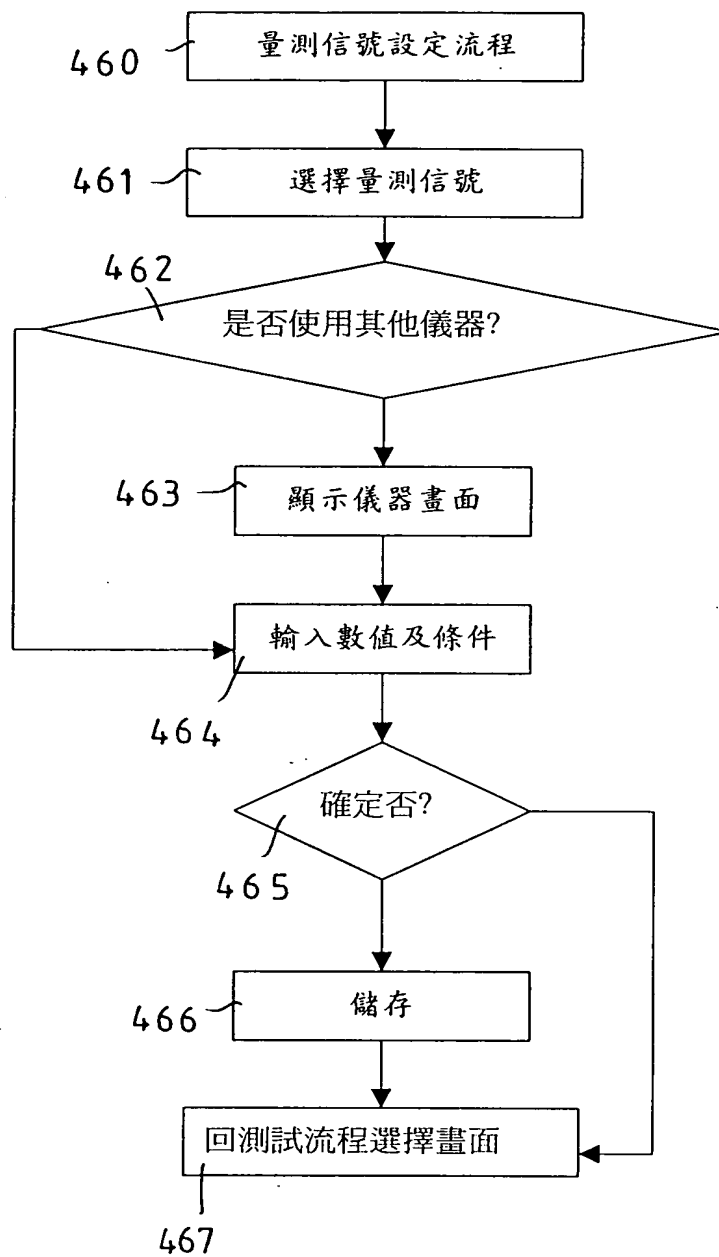 460
量測信號設定流程
461
選擇量測信號
462
是否使用其他儀器?
463
顯示儀器畫面
輸入數值及條件
464
確定否?
465
儲存
466
回測試流程選擇畫面
467